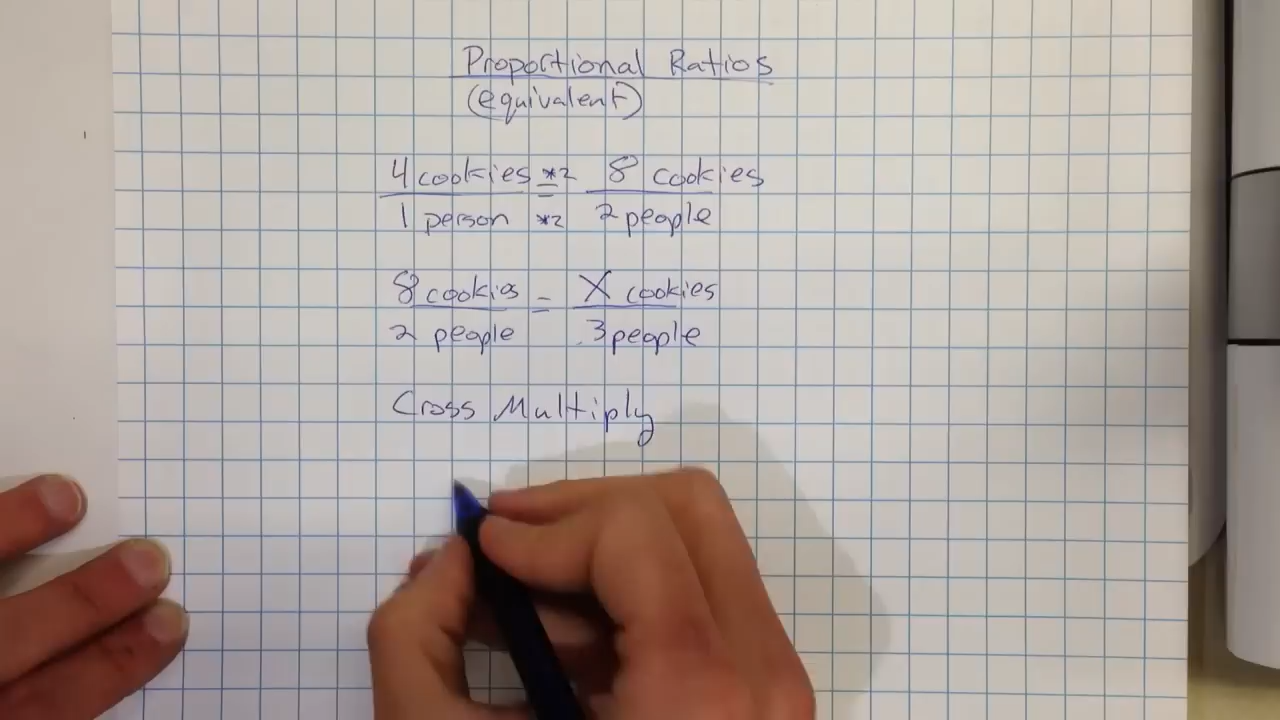 Proportional Ratios
(equivalent)
4 cookies *2 = 8 cookies
1 person *2 2 people
8 cookies = X cookies
2 people 3 people
Cross Multiply